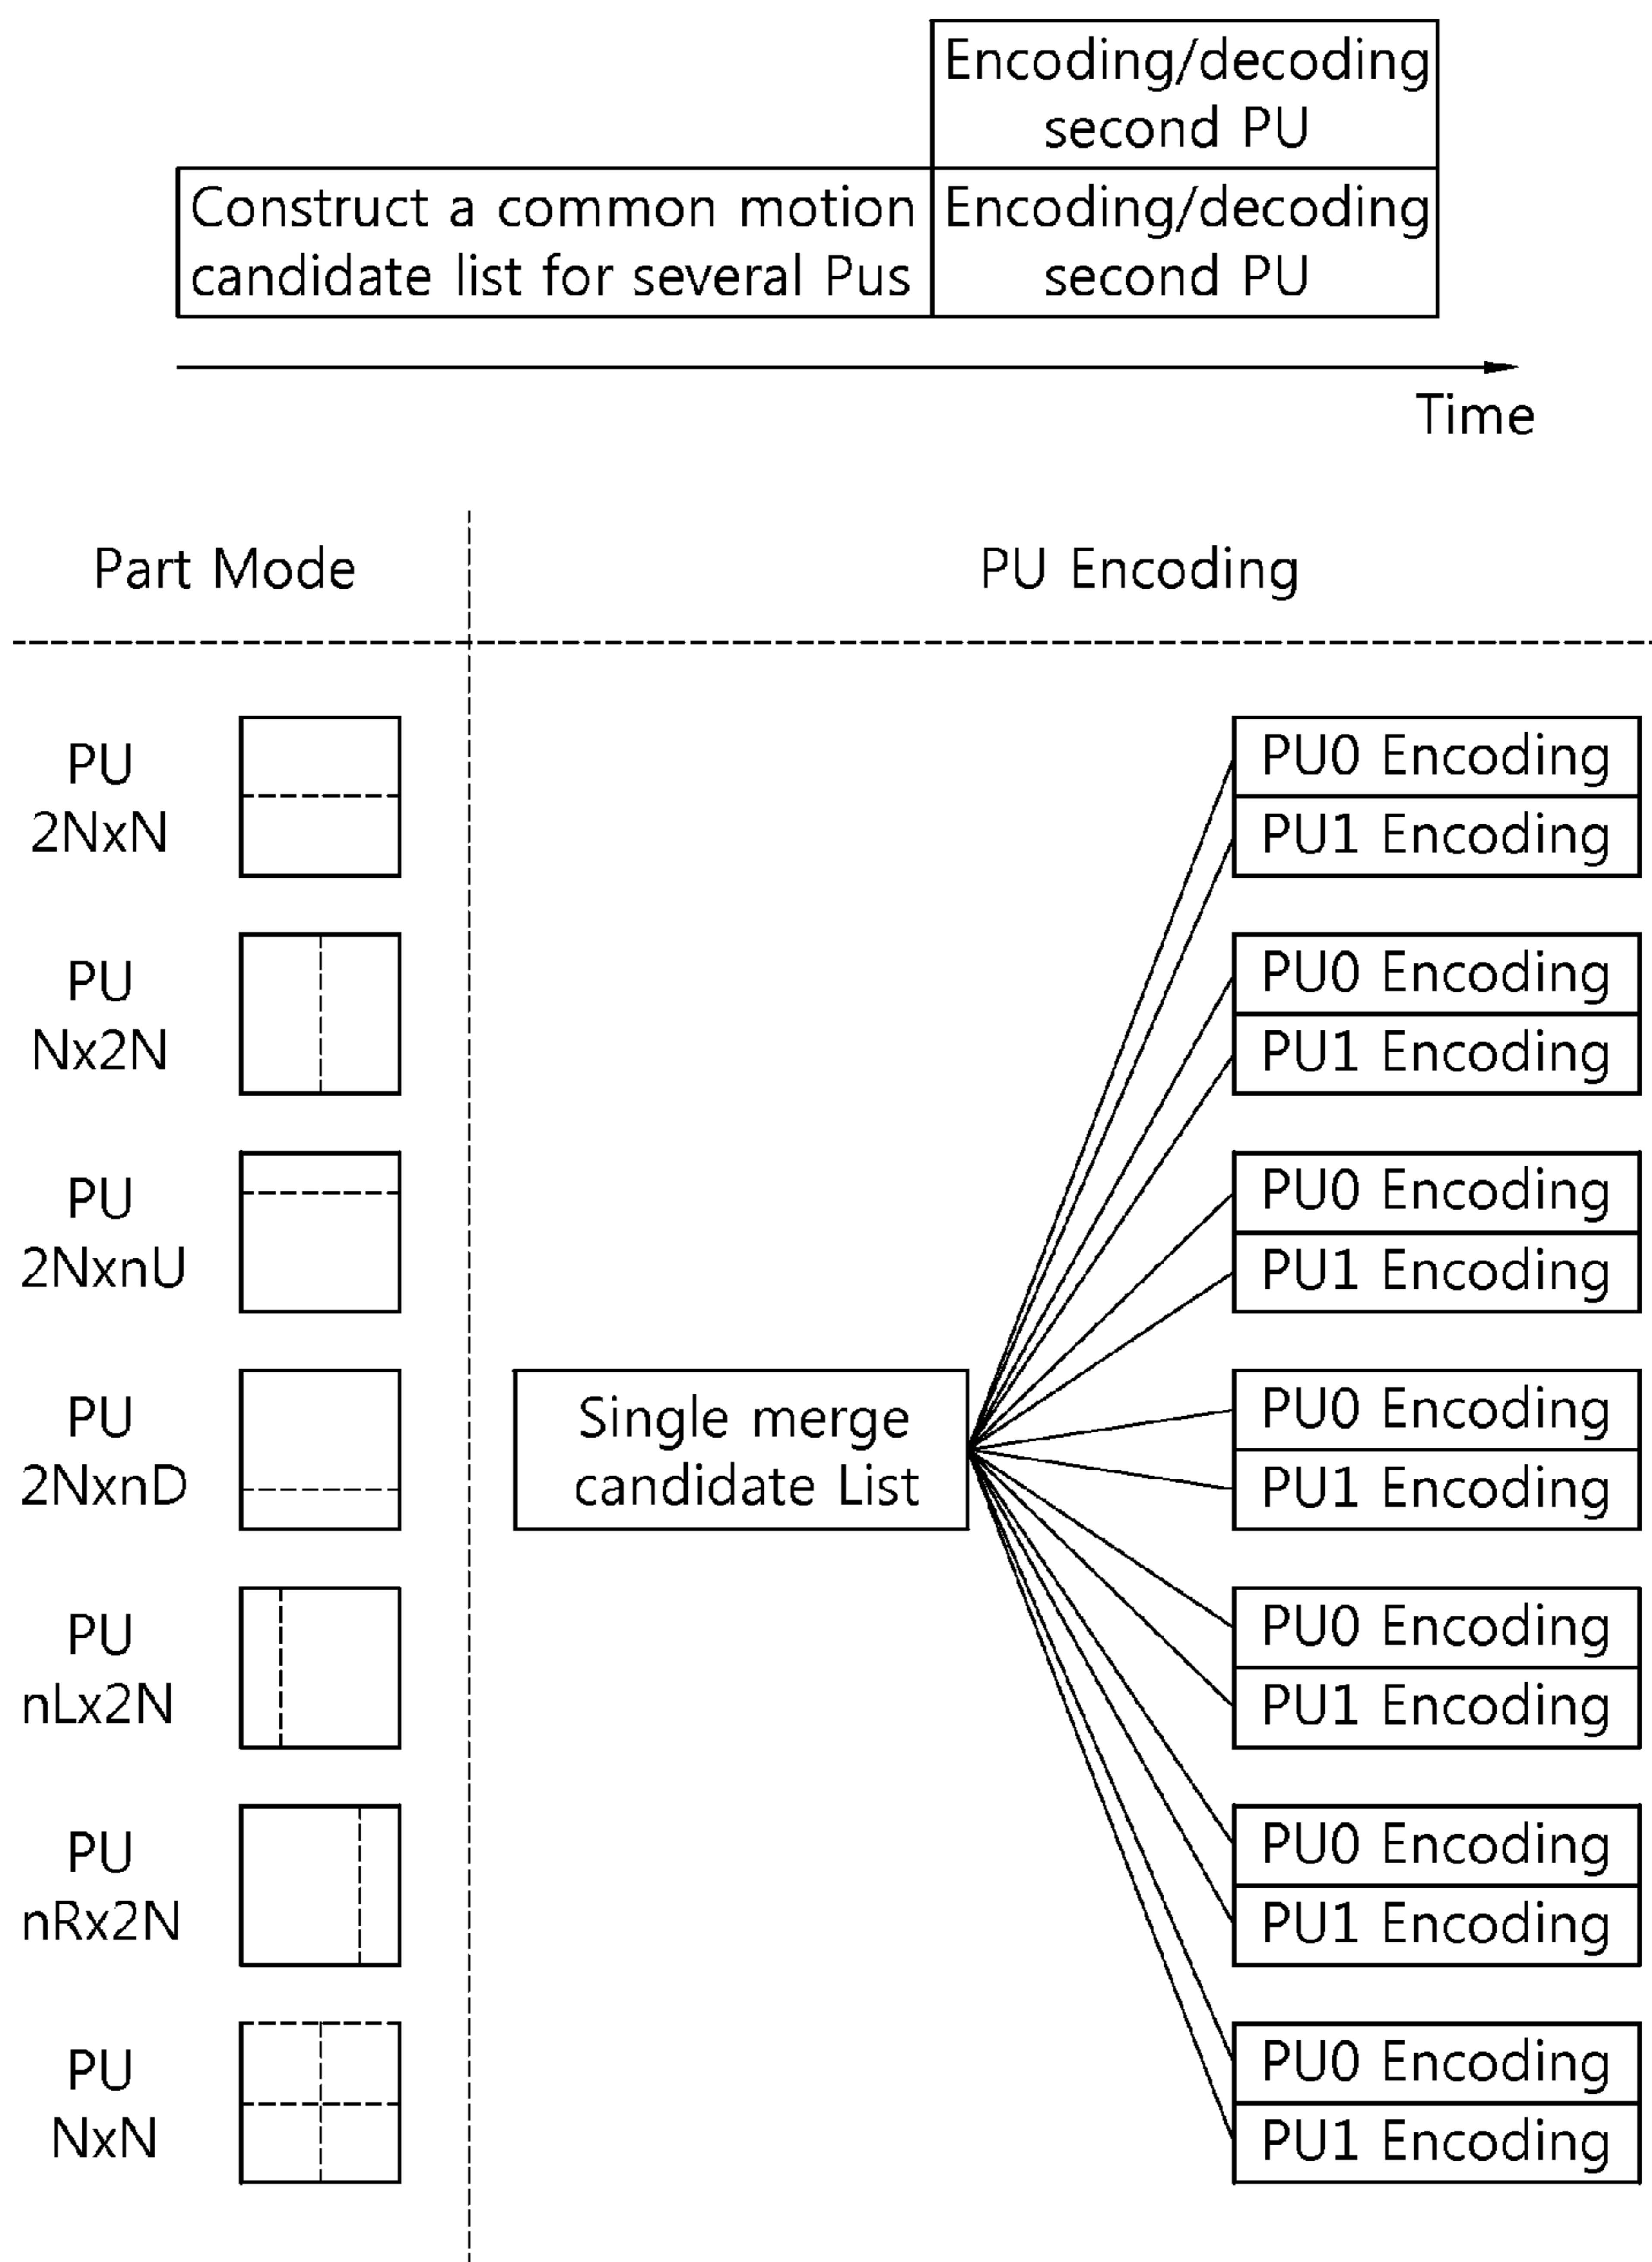 Encoding/decoding
second PU
Construct a common motion
candidate list for several Pus
Encoding/decoding
second PU
Time
Part Mode
PU Encoding
PU
2NxN
PU0 Encoding
PU1 Encoding
PU
Nx2N
PU0 Encoding
PU1 Encoding
PU
2NxnU
PU0 Encoding
PU1 Encoding
PU
2NxnD
Single merge
candidate List
PU0 Encoding
PU1 Encoding
PU
nLx2N
PU0 Encoding
PU1 Encoding
PU
nRx2N
PU0 Encoding
PU1 Encoding
PU
NxN
PU0 Encoding
PU1 Encoding